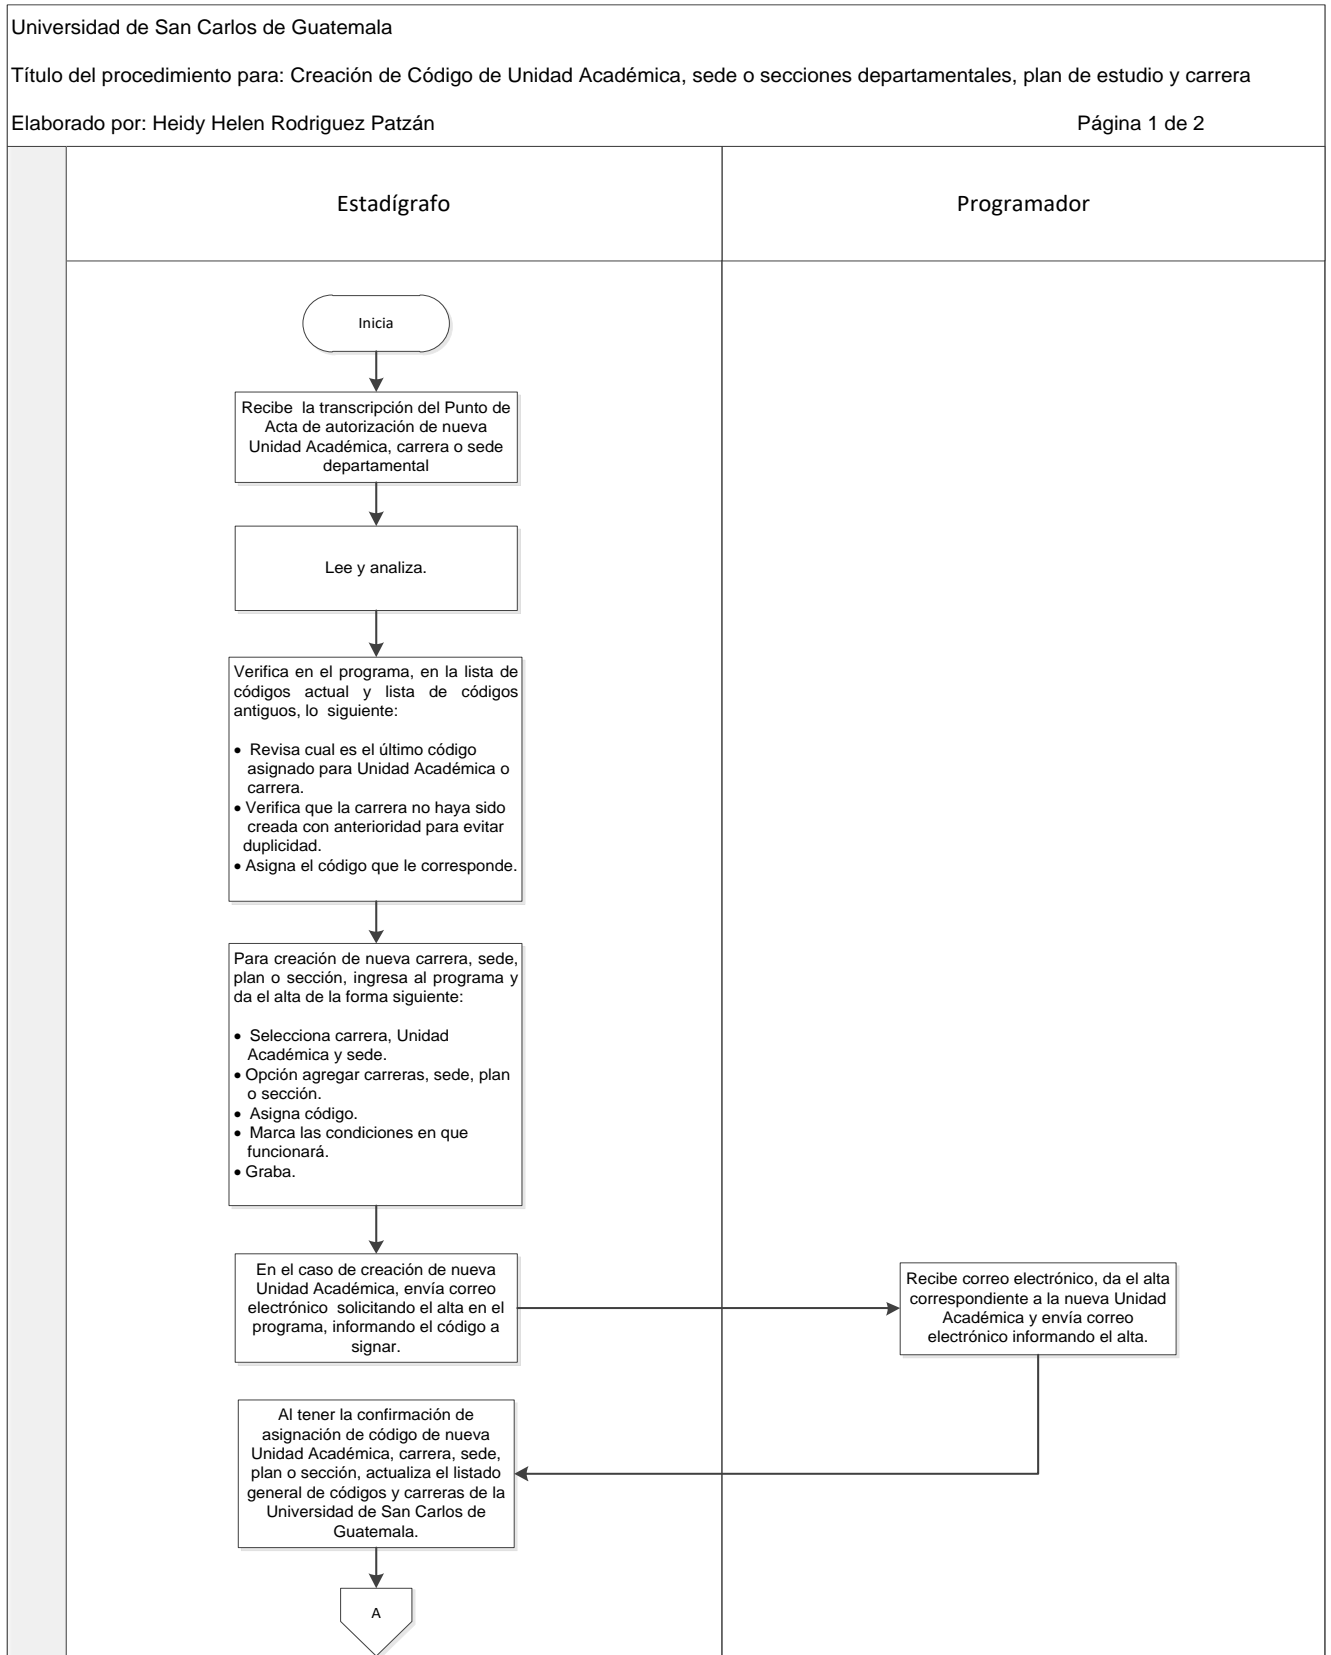 Universidad de San Carlos de Guatemala
Título del procedimiento para: Creación de Código de Unidad Académica, sede o secciones departamentales, plan de estudio y carrera
Elaborado por: Heidy Helen Rodriguez Patzán Página 1 de 2
Estadígrafo
Programador
Inicia
Recibe la transcripción del Punto de
Acta de autorización de nueva
Unidad Académica, carrera o sede
departamental
Lee y analiza.
Verifica en el programa, en la lista de
códigos actual y lista de códigos
antiguos, lo siguiente:
• Revisa cual es el último código
asignado para Unidad Académica o
carrera.
• Verifica que la carrera no haya sido
creada con anterioridad para evitar
duplicidad.
• Asigna el código que le corresponde.
Para creación de nueva carrera, sede,
plan o sección, ingresa al programa y
da el alta de la forma siguiente:
• Selecciona carrera, Unidad
Académica y sede.
• Opción agregar carreras, sede, plan
o sección.
• Asigna código.
• Marca las condiciones en que
funcionará.
• Graba.
En el caso de creación de nueva
Unidad Académica, envía correo
electrónico solicitando el alta en el
programa, informando el código a
signar.
Recibe correo electrónico, da el alta
correspondiente a la nueva Unidad
Académica y envía correo
electrónico informando el alta.
Al tener la confirmación de
asignación de código de nueva
Unidad Académica, carrera, sede,
plan o sección, actualiza el listado
general de códigos y carreras de la
Universidad de San Carlos de
Guatemala.
A